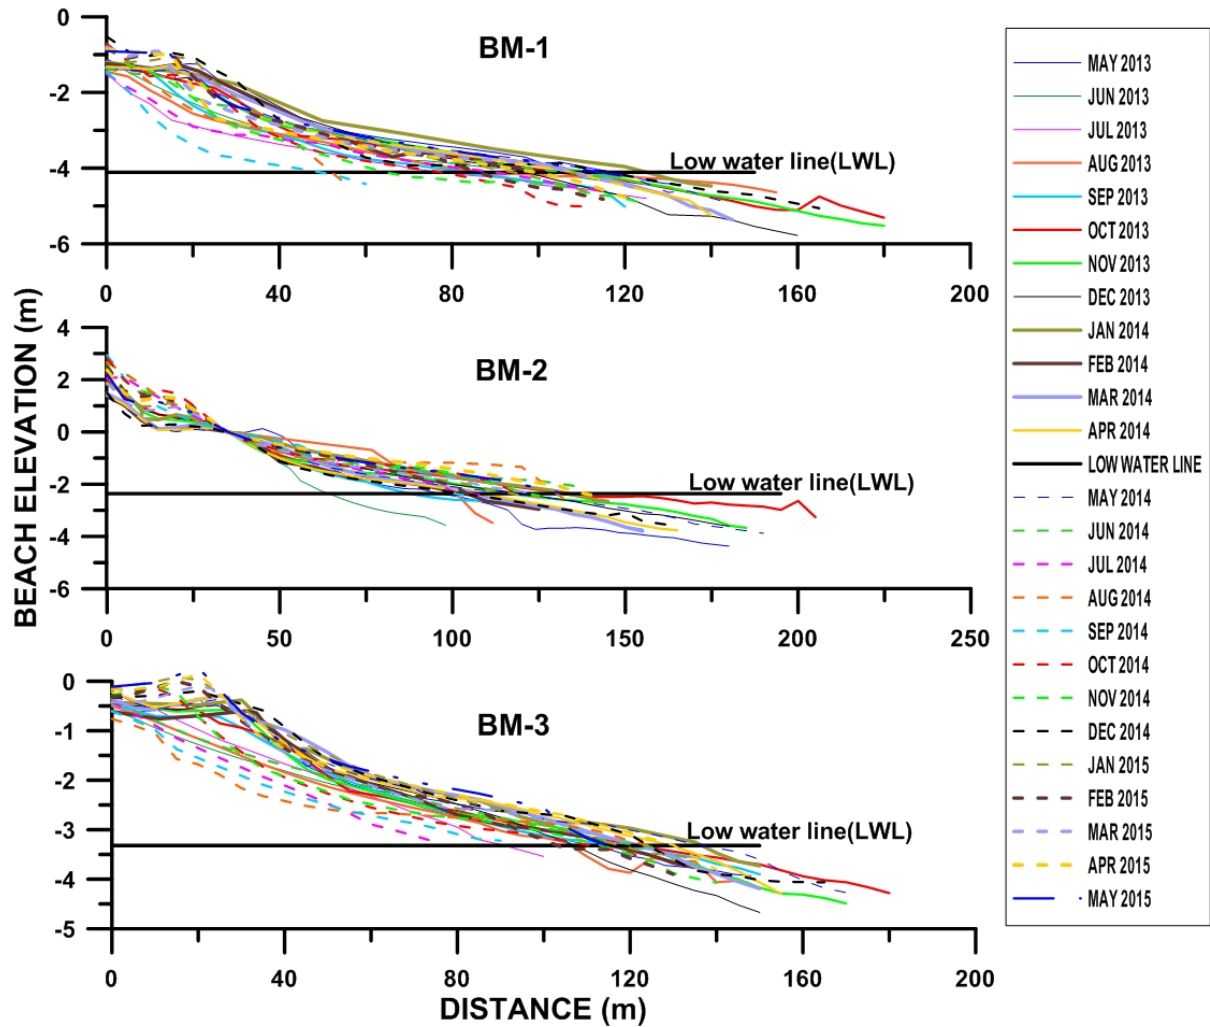 BEACH ELEVATION (m)
BM-1
Low water line(LWL)
0
-2
-4
-6
0 40 80 120 160 200
BM-2
Low water line(LWL)
4
2
0
-2
-4
-6
0 50 100 150 200 250
BM-3
Low water line(LWL)
0
-1
-2
-3
-4
-5
0 40 80 120 160 200
DISTANCE (m)
MAY 2013
JUN 2013
JUL 2013
AUG 2013
SEP 2013
OCT 2013
NOV 2013
DEC 2013
JAN 2014
FEB 2014
MAR 2014
APR 2014
LOW WATER LINE
MAY 2014
JUN 2014
JUL 2014
AUG 2014
SEP 2014
OCT 2014
NOV 2014
DEC 2014
JAN 2015
FEB 2015
MAR 2015
APR 2015
MAY 2015